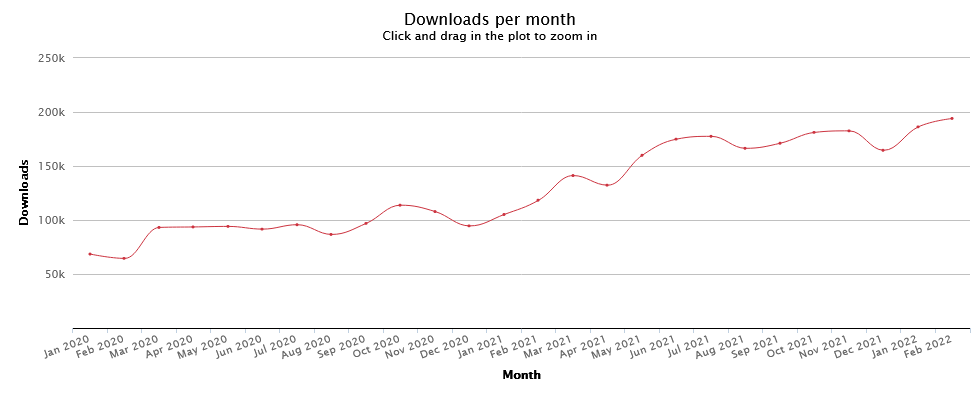 Downloads per month
Click and drag in the plot to zoom in
250k
200k
150k
100k
50k
Downloads
Jan 2020
Feb 2020
Mar 2020
Apr 2020
May 2020
Jun 2020
Jul 2020
Aug 2020
Sep 2020
Oct 2020
Nov 2020
Dec 2020
Jan 2021
Feb 2021
Mar 2021
Apr 2021
May 2021
Jun 2021
Jul 2021
Aug 2021
Sep 2021
Oct 2021
Nov 2021
Dec 2021
Jan 2022
Feb 2022
Month